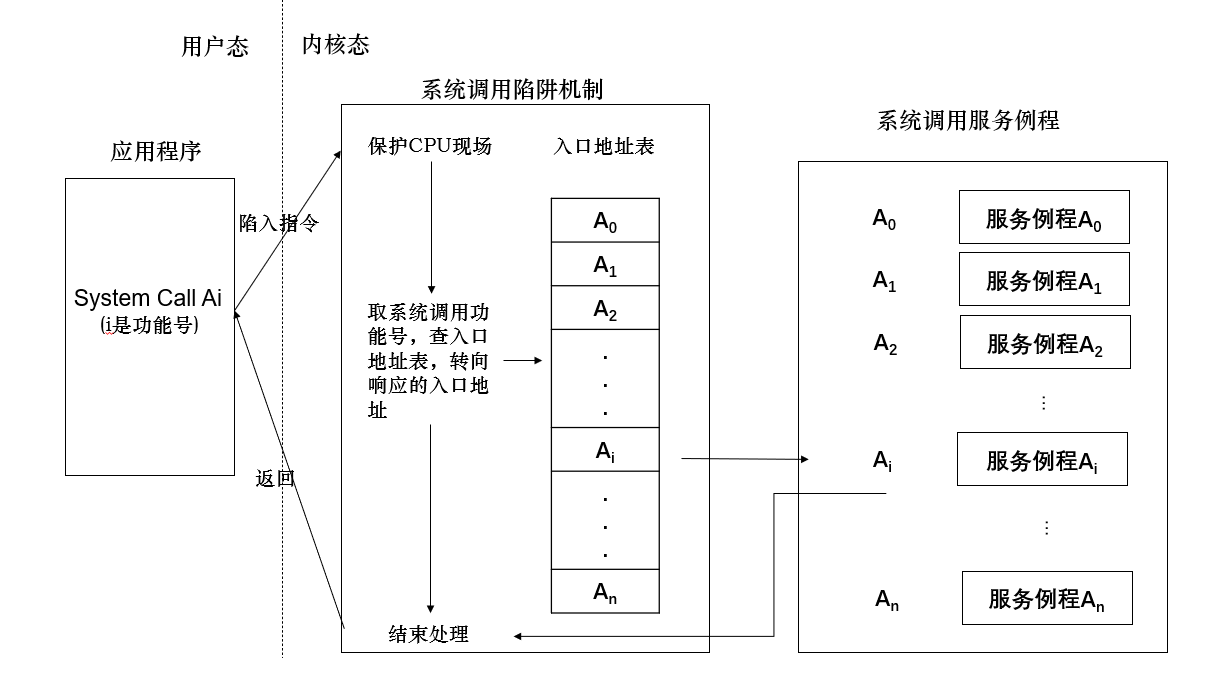 用户态
内核态
系统调用陷阱机制
系统调用服务例程
应用程序
保护CPU现场
入口地址表
陷入指令
System Call Ai
(i是功能号)
返回
取系统调用功
能号，查入口
地址表，转向
响应的入口地
址
结束处理
A0
A1
A2
.
.
.
Ai
.
.
.
An
A0 服务例程A0
A1 服务例程A1
A2 服务例程A2
⋮
Ai 服务例程Ai
⋮
An 服务例程An